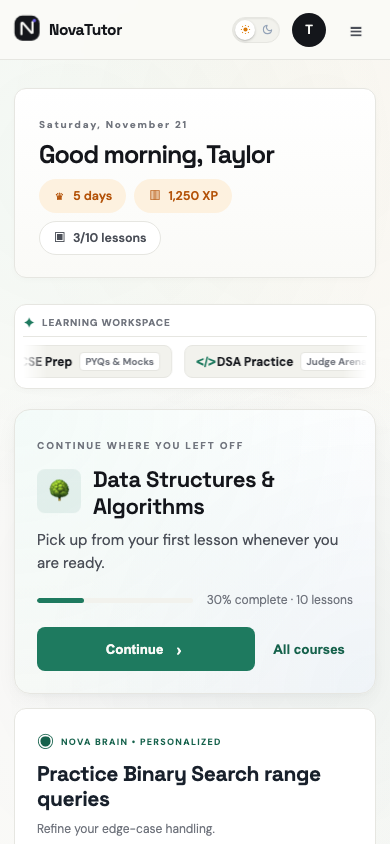 NovaTutor
T
Saturday, November 21
Good morning, Taylor
5 days
1,250 XP
3/10 lessons
LEARNING WORKSPACE
Prep
PYQs & Mocks
</> DSA Practice
Judge Arena
CONTINUE WHERE YOU LEFT OFF
Data Structures &
Algorithms
Pick up from your first lesson whenever you
are ready.
30% complete · 10 lessons
Continue ›
All courses
NOVA BRAIN • PERSONALIZED
Practice Binary Search range
queries
Refine your edge-case handling.